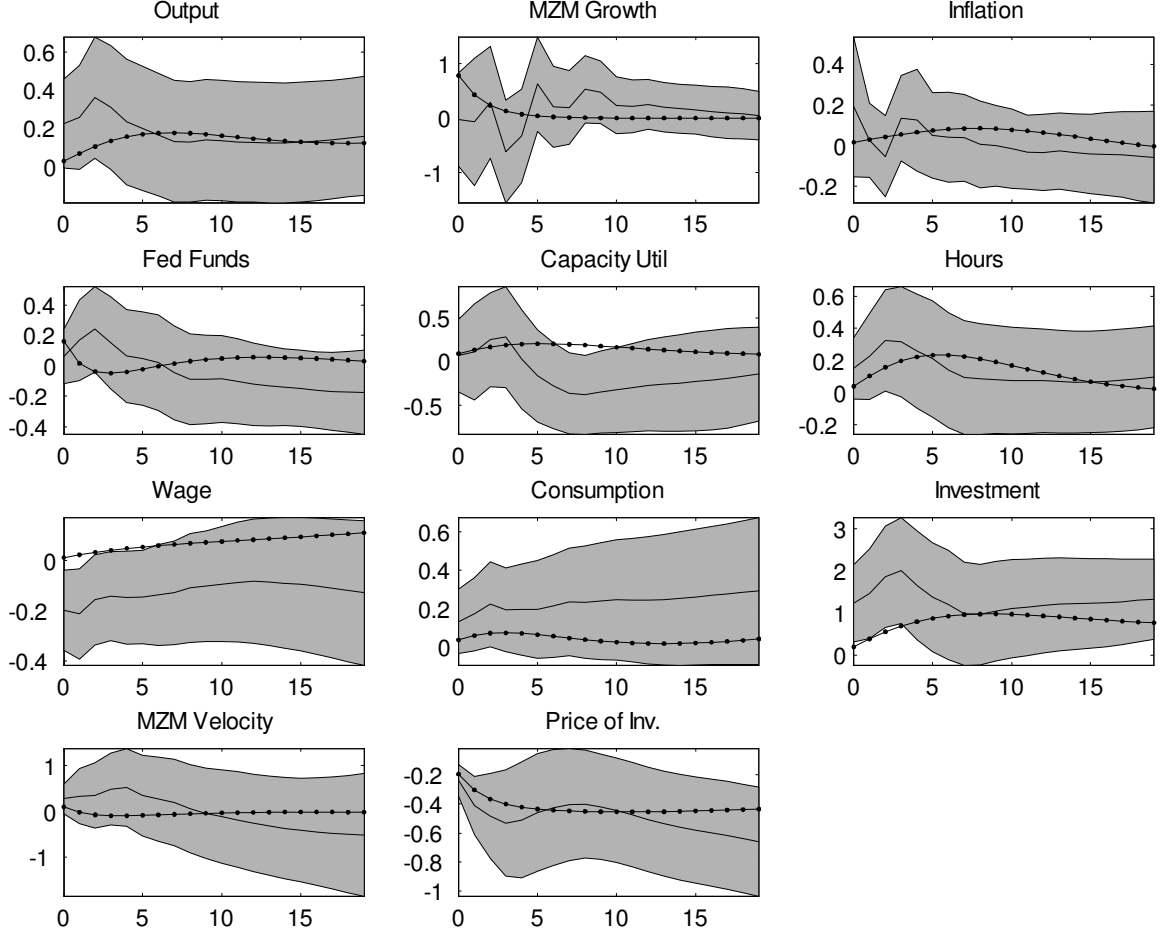 Output
0.6
0.4
0.2
0
0 5 10 15
MZM Growth
1
0
-1
0 5 10 15
Inflation
0.4
0.2
0
-0.2
0 5 10 15
Fed Funds
0.4
0.2
0
-0.2
-0.4
0 5 10 15
Capacity Util
0.5
0
-0.5
0 5 10 15
Hours
0.6
0.4
0.2
0
-0.2
0 5 10 15
Wage
0
-0.2
-0.4
0 5 10 15
Consumption
0.6
0.4
0.2
0
0 5 10 15
Investment
3
2
1
0
0 5 10 15
MZM Velocity
1
0
-1
0 5 10 15
Price of Inv.
-0.2
-0.4
-0.6
-0.8
-1
0 5 10 15